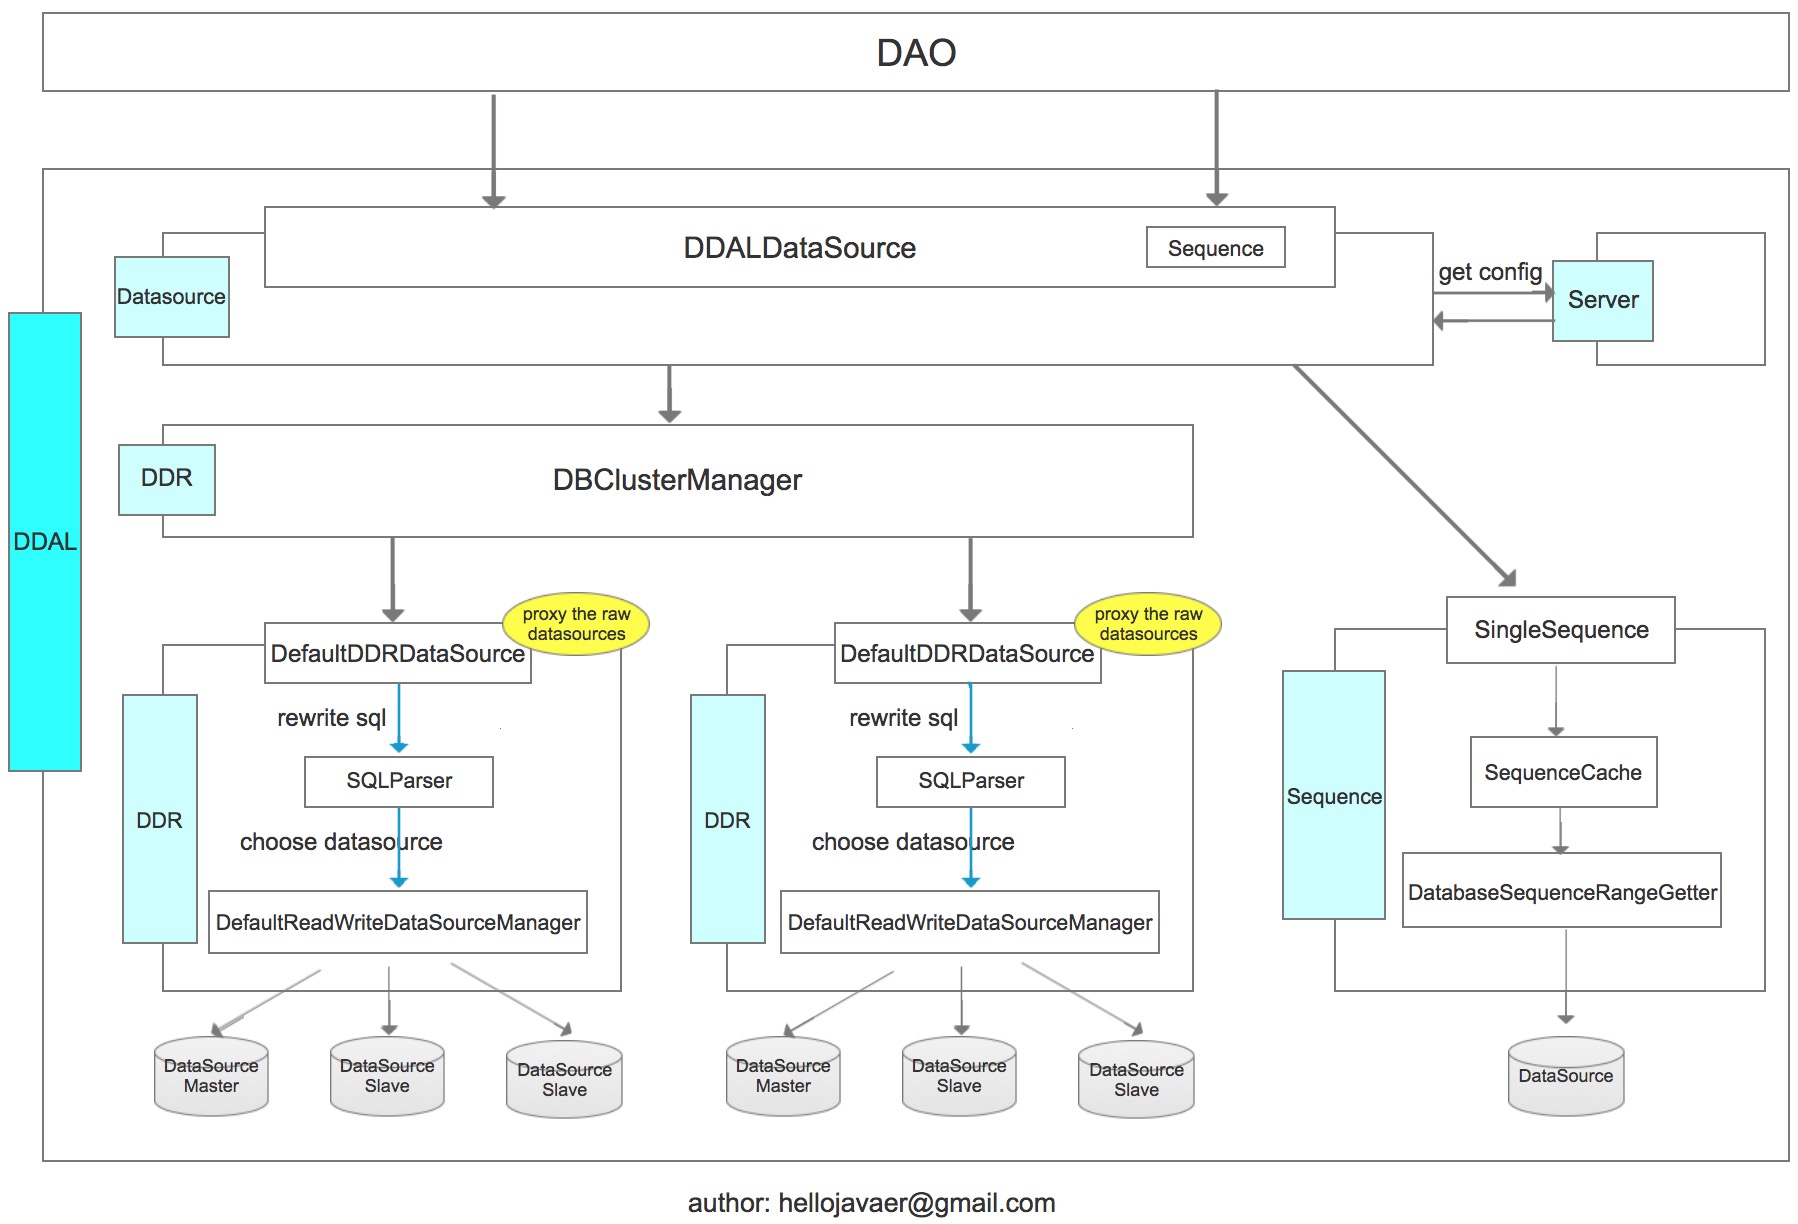 DAO
DDALDataSource
Sequence
Datasource
get config
Server
DDAL
DDR
DBClusterManager
proxy the raw
datasources
DefaultDDRDataSource
rewrite sql
SQLParser
choose datasource
DDR
DefaultReadWriteDataSourceManager
DataSource
Master
DataSource
Slave
DataSource
Slave
proxy the raw
datasources
DefaultDDRDataSource
rewrite sql
SQLParser
choose datasource
DDR
DefaultReadWriteDataSourceManager
DataSource
Master
DataSource
Slave
DataSource
Slave
SingleSequence
SequenceCache
Sequence
DatabaseSequenceRangeGetter
DataSource
author: hellojavaer@gmail.com